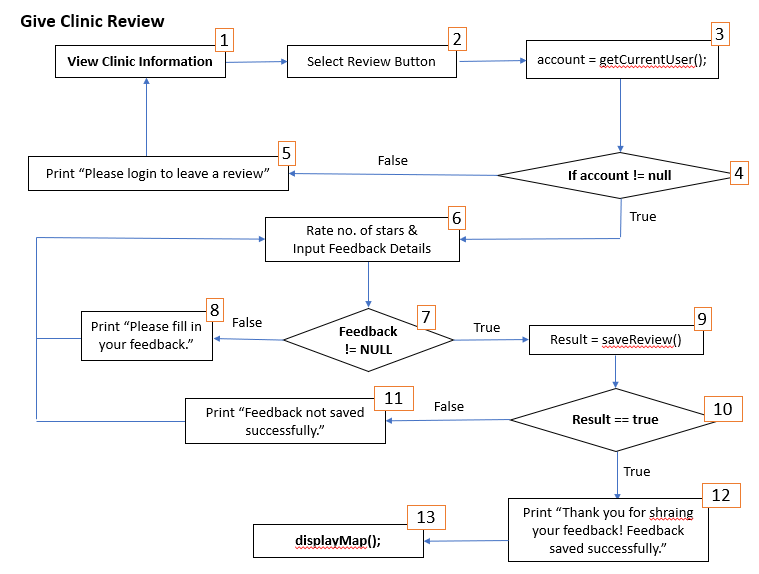 Give Clinic Review
1
View Clinic Information
2
Select Review Button
3
account = getCurrentUser();
5
Print “Please login to leave a review”
False
If account != null
4
True
6
Rate no. of stars &
Input Feedback Details
8
Print “Please fill in
your feedback.”
False
7
Feedback
!= NULL
True
9
Result = saveReview()
11
Print “Feedback not saved
successfully.”
False
10
Result == true
True
12
Print “Thank you for shraing
your feedback! Feedback
saved successfully.”
13
displayMap();